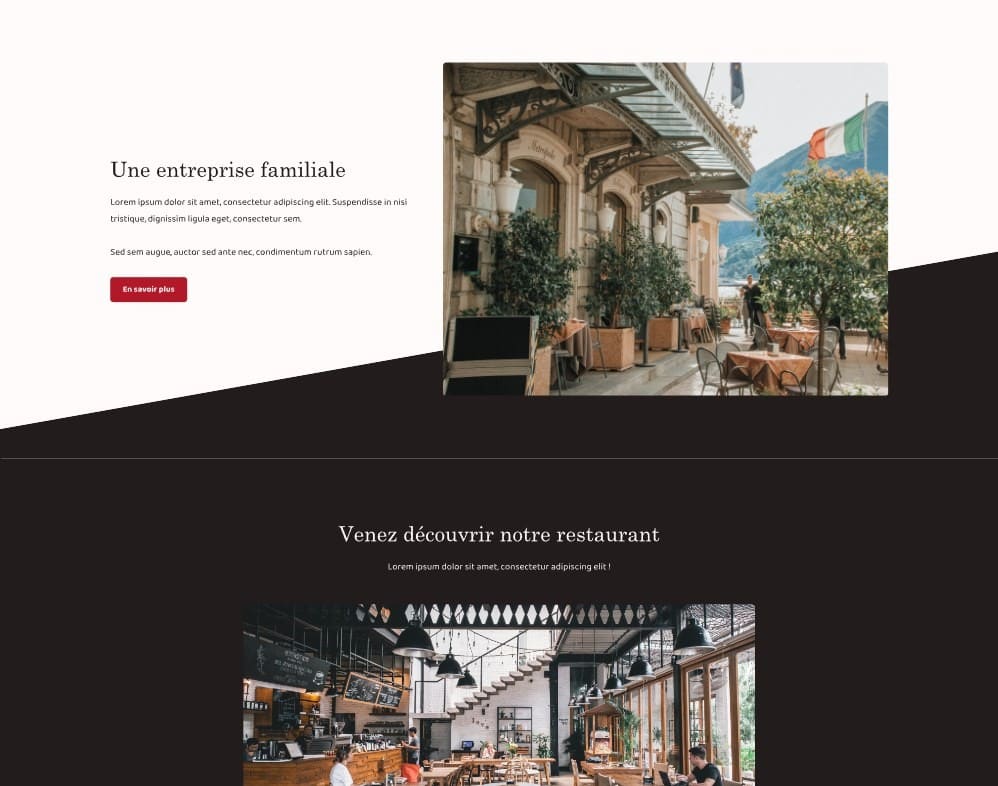 Une entreprise familiale
Lorem ipsum dolor sit amet, consectetur adipiscing elit. Suspendisse in nisi
tristique, dignissim ligula eget, consectetur sem.
Sed sem augue, auctor sed ante nec, condimentum rutrum sapien.
En savoir plus
Metropole
Venez découvrir notre restaurant
Lorem ipsum dolor sit amet, consectetur adipiscing elit !